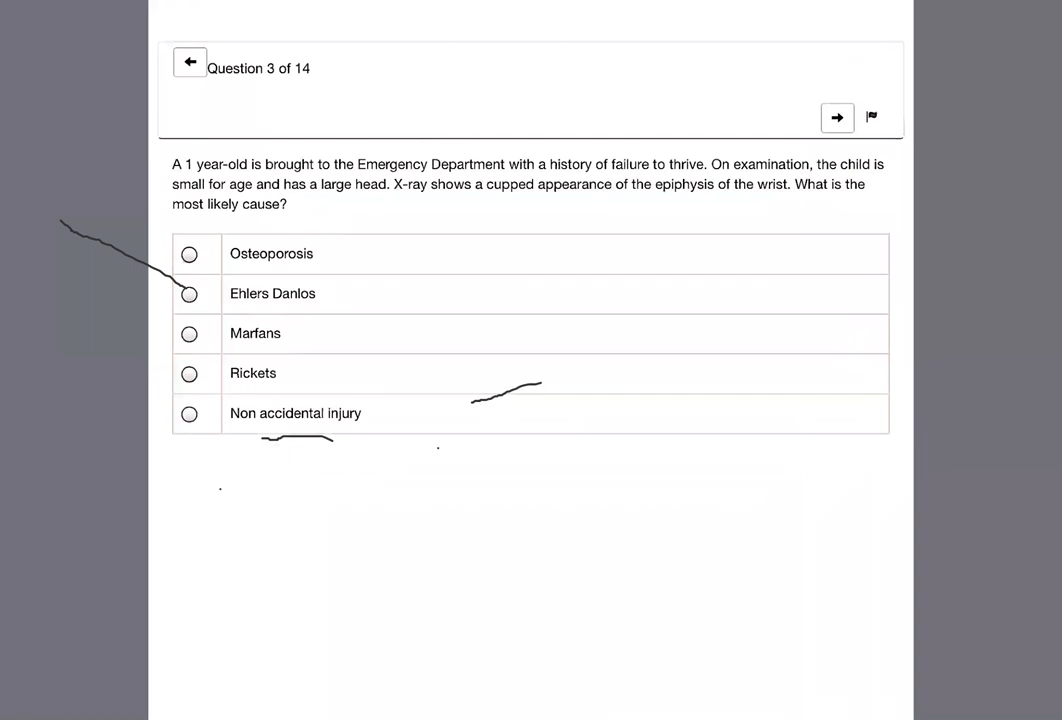 Question 3 of 14
A 1 year-old is brought to the Emergency Department with a history of failure to thrive. On examination, the child is
small for age and has a large head. X-ray shows a cupped appearance of the epiphysis of the wrist. What is the
most likely cause?
Osteoporosis
Ehlers Danlos
Marfans
Rickets
Non accidental injury